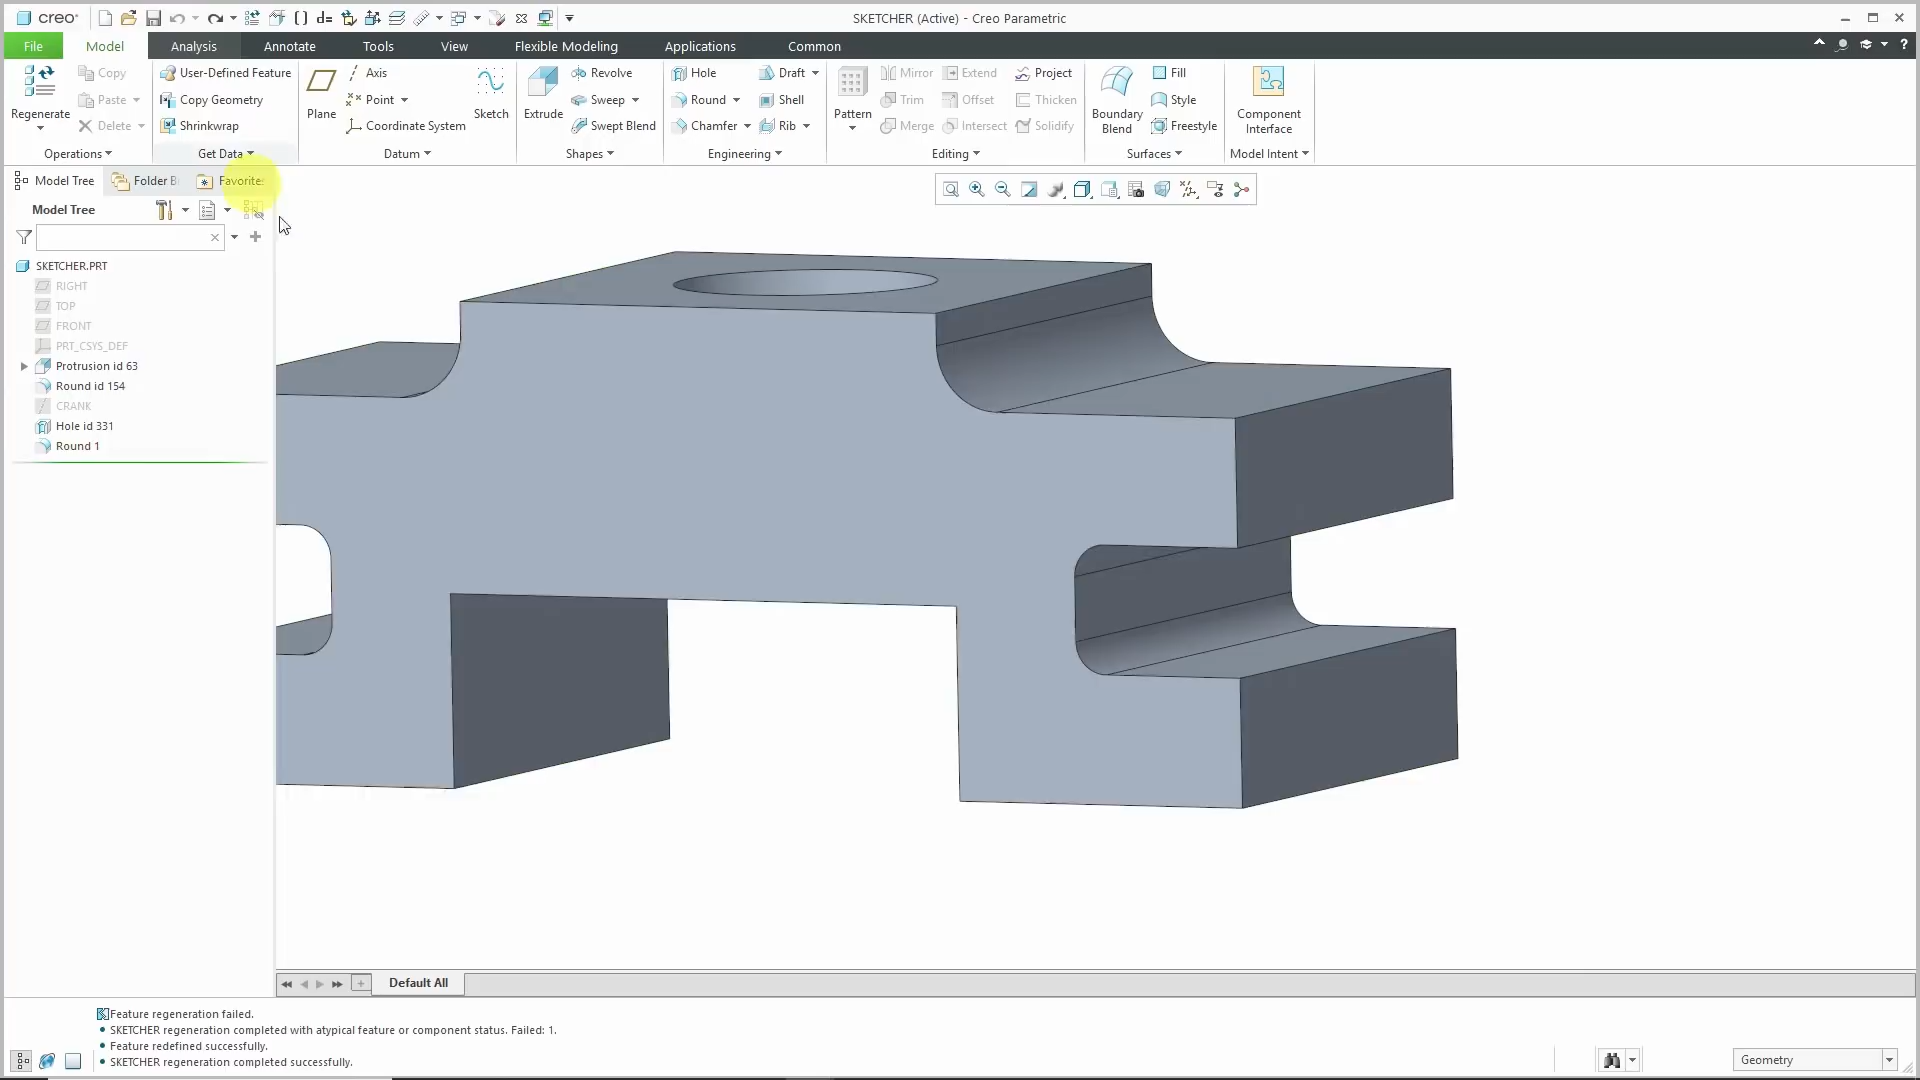 creo
SKETCHER (Active) - Creo Parametric
File Model Analysis Annotate Tools View Flexible Modeling Applications Common
Regenerate Copy Paste Delete
User-Defined Feature
Copy Geometry
Shrinkwrap
Plane Axis Point Coordinate System Sketch
Extrude Revolve Sweep Swept Blend
Hole Draft
Round Shell
Chamfer Rib
Pattern Mirror Extend Project
Trim Offset Thicken
Merge Intersect Solidify
Boundary Blend Fill Style Freestyle
Component Interface
Operations Get Data Datum Shapes Engineering Editing Surfaces Model Intent
Model Tree Folder B Favorite
Model Tree
SKETCHER.PRT
RIGHT
TOP
FRONT
PRT_CSYS_DEF
Protrusion id 63
Round id 154
CRANK
Hole id 331
Round 1
Default All
Feature regeneration failed.
• SKETCHER regeneration completed with atypical feature or component status. Failed: 1.
• Feature redefined successfully.
• SKETCHER regeneration completed successfully.
Geometry